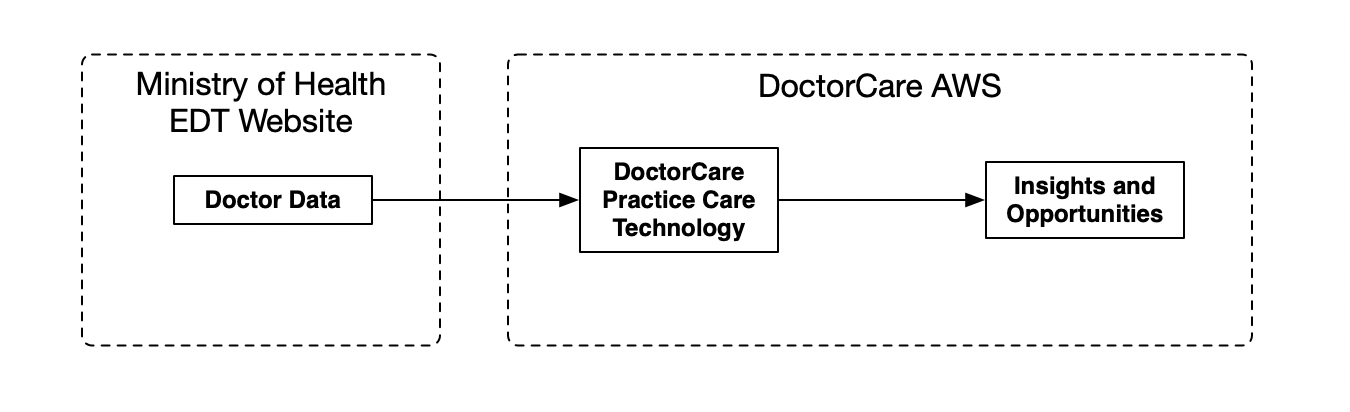 Ministry of Health
EDT Website
DoctorCare AWS
Doctor Data
DoctorCare
Practice Care
Technology
Insights and
Opportunities